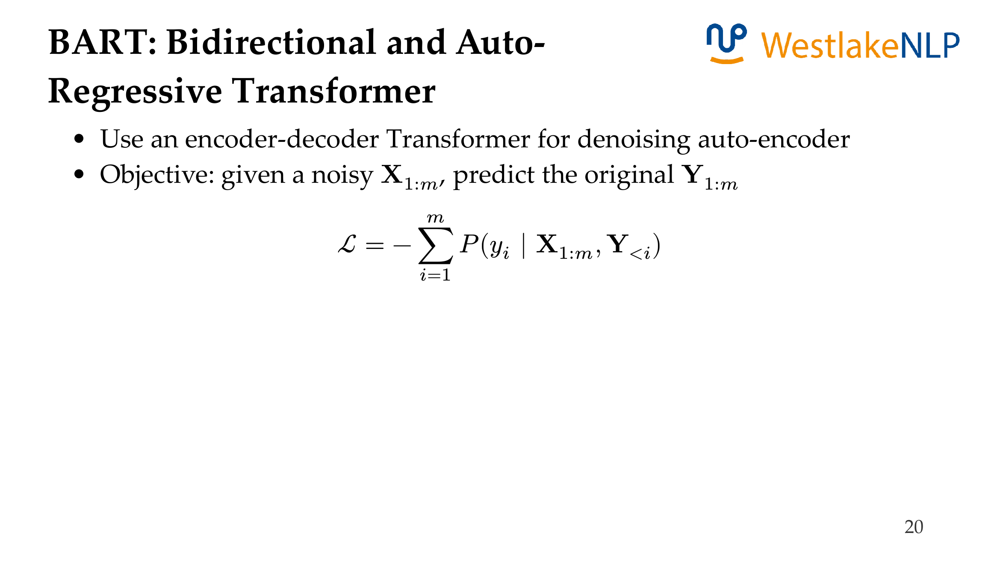 BART: Bidirectional and Auto-
Regressive Transformer
WestlakeNLP
• Use an encoder-decoder Transformer for denoising auto-encoder
• Objective: given a noisy $\mathbf{X}_{1:m}$, predict the original $\mathbf{Y}_{1:m}$
$\mathcal{L} = -\sum_{i=1}^{m} P(y_i \mid \mathbf{X}_{1:m}, \mathbf{Y}_{<i})$
20